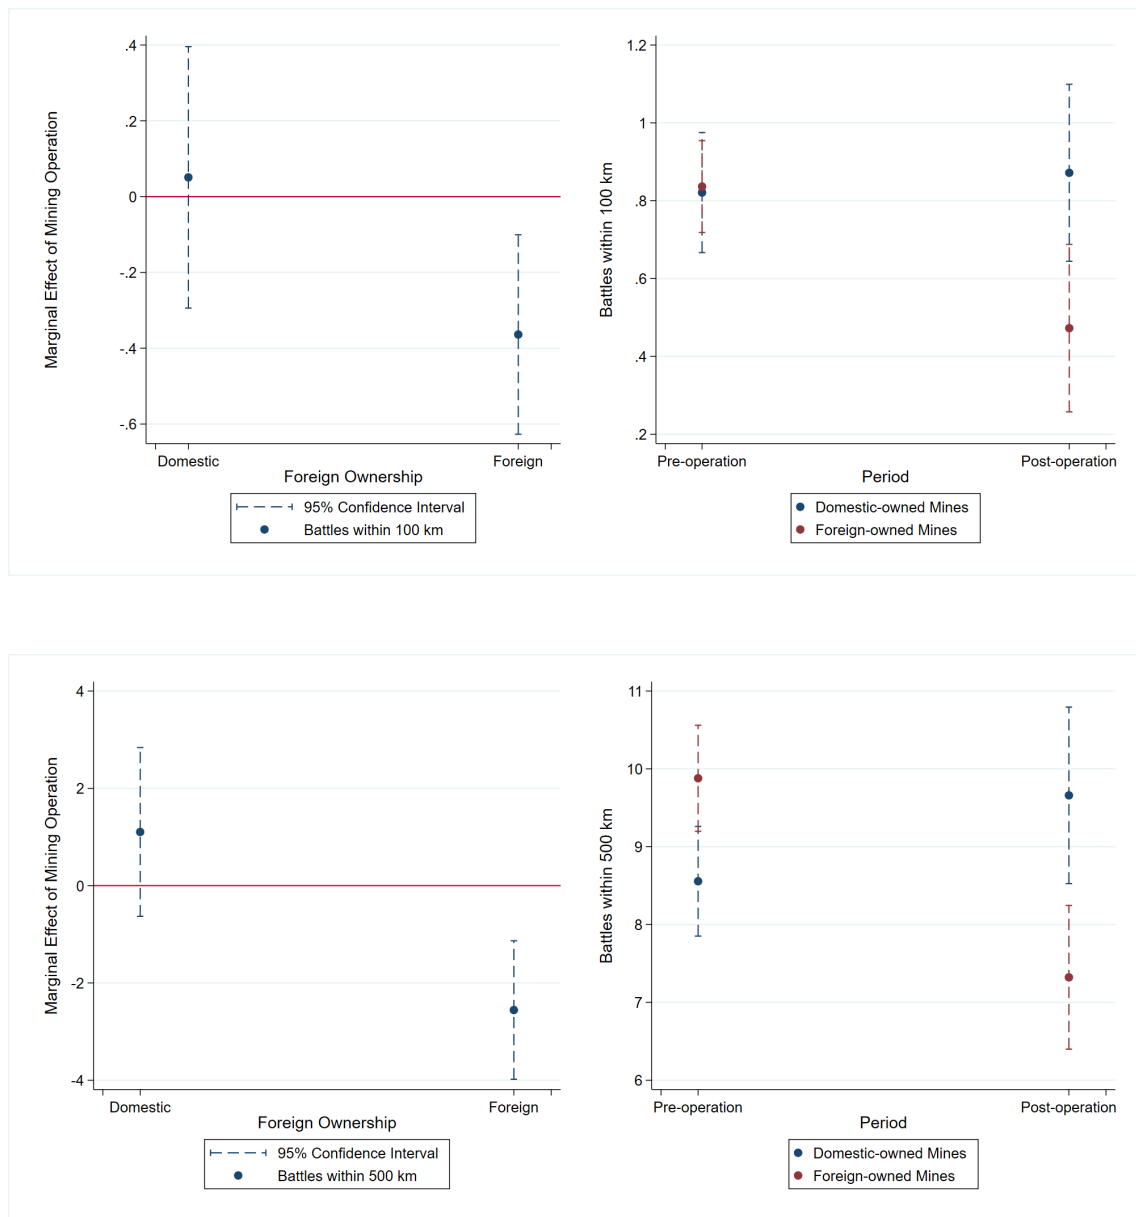 Marginal Effect of Mining Operation
.4
.2
0
-.2
-.4
-.6
Domestic
Foreign
Foreign Ownership
95% Confidence Interval
Battles within 100 km
Battles within 100 km
1.2
1
.8
.6
.4
.2
Pre-operation
Post-operation
Period
Domestic-owned Mines
Foreign-owned Mines
Marginal Effect of Mining Operation
4
2
0
-2
-4
Domestic
Foreign
Foreign Ownership
95% Confidence Interval
Battles within 500 km
Battles within 500 km
11
10
9
8
7
6
Pre-operation
Post-operation
Period
Domestic-owned Mines
Foreign-owned Mines